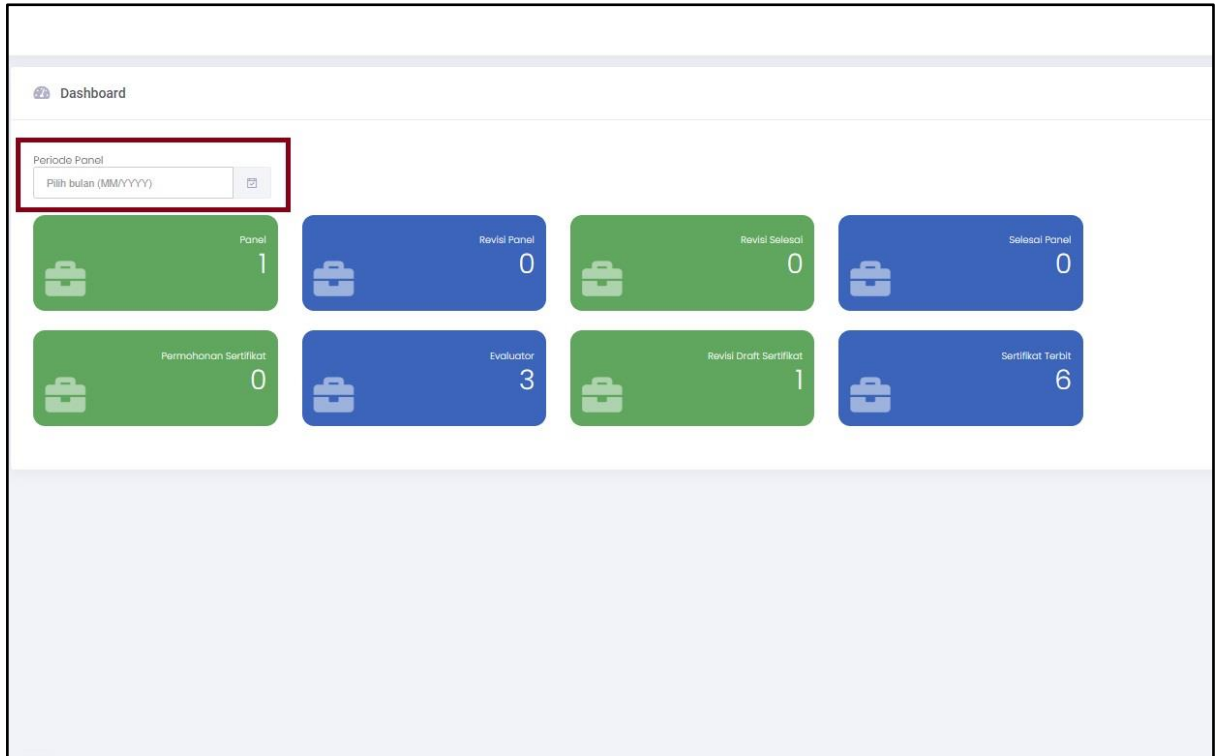 Dashboard
Periode Panel
Pilih bulan (MM/YYYY)
Panel
1
Revisi Panel
0
Revisi Selesai
0
Selesai Panel
0
Permohonan Sertifikat
0
Evaluator
3
Revisi Draft Sertifikat
1
Sertifikat Terbit
6